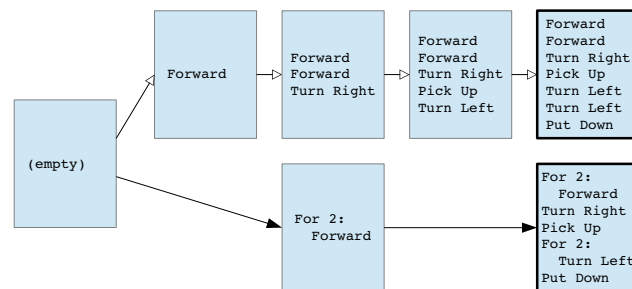 (empty)
Forward
Forward
Forward
Turn Right
Forward
Forward
Turn Right
Pick Up
Turn Left
Forward
Forward
Turn Right
Pick Up
Turn Left
Turn Left
Put Down
For 2:
  Forward
For 2:
  Forward
Turn Right
Pick Up
For 2:
  Turn Left
Put Down